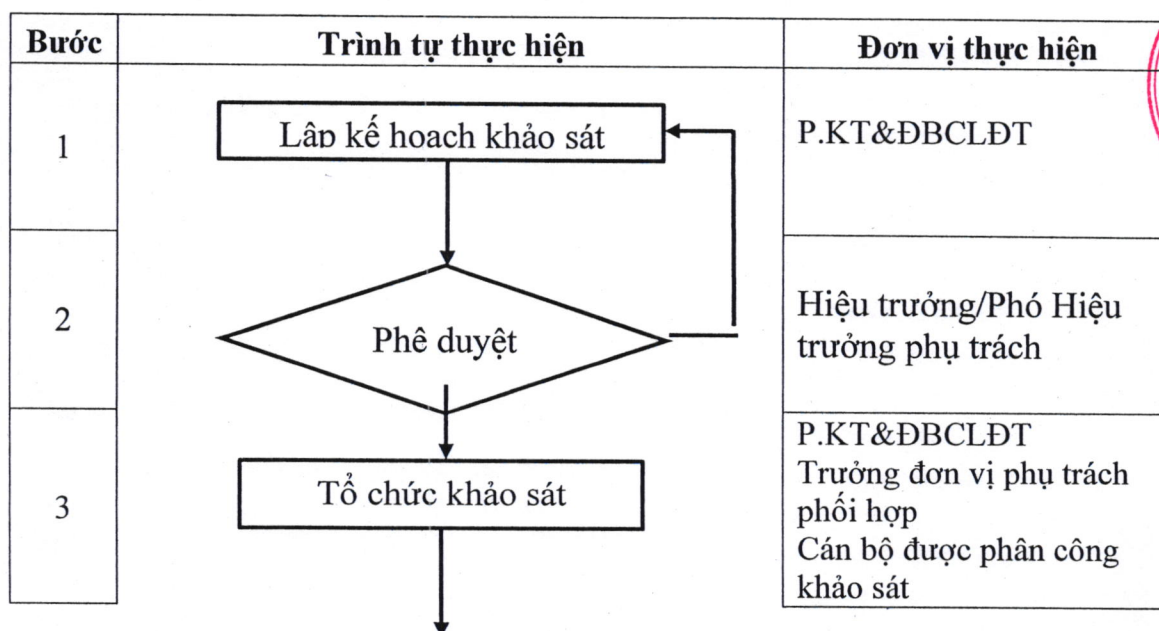 Bước Trình tự thực hiện Đơn vị thực hiện
1 Lập kế hoạch khảo sát P.KT&ĐBCLĐT
2 Phê duyệt Hiệu trưởng/Phó Hiệu
trưởng phụ trách
3 Tổ chức khảo sát P.KT&ĐBCLĐT
Trưởng đơn vị phụ trách
phối hợp
Cán bộ được phân công
khảo sát